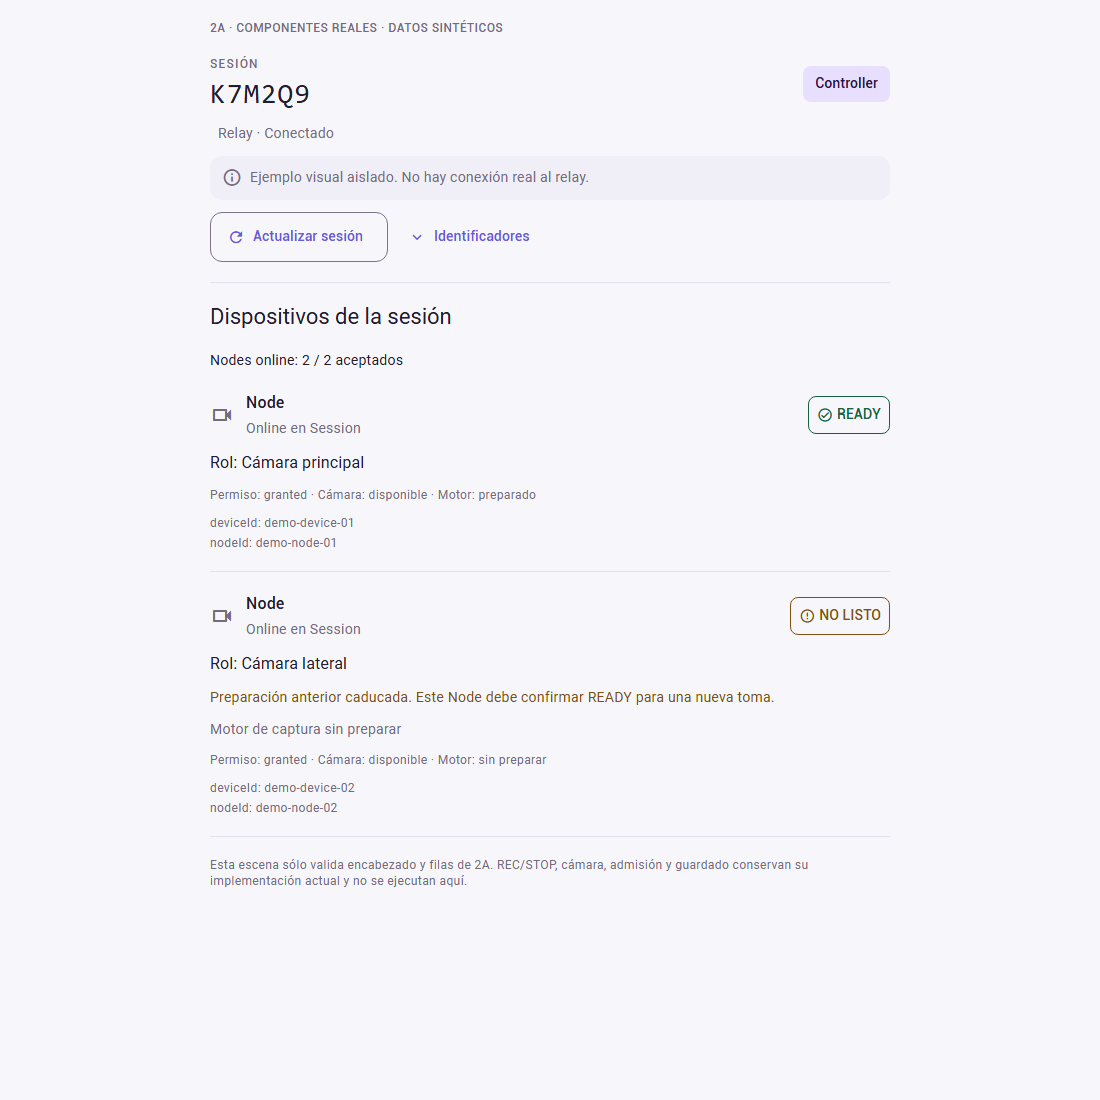 2A · COMPONENTES REALES · DATOS SINTÉTICOS
SESIÓN
K7M2Q9
Controller
Relay · Conectado
Ejemplo visual aislado. No hay conexión real al relay.
Actualizar sesión
Identificadores
Dispositivos de la sesión
Nodes online: 2 / 2 aceptados
Node
Online en Session
READY
Rol: Cámara principal
Permiso: granted · Cámara: disponible · Motor: preparado
deviceId: demo-device-01
nodeId: demo-node-01
Node
Online en Session
NO LISTO
Rol: Cámara lateral
Preparación anterior caducada. Este Node debe confirmar READY para una nueva toma.
Motor de captura sin preparar
Permiso: granted · Cámara: disponible · Motor: sin preparar
deviceId: demo-device-02
nodeId: demo-node-02
Esta escena sólo valida encabezado y filas de 2A. REC/STOP, cámara, admisión y guardado conservan su
implementación actual y no se ejecutan aquí.